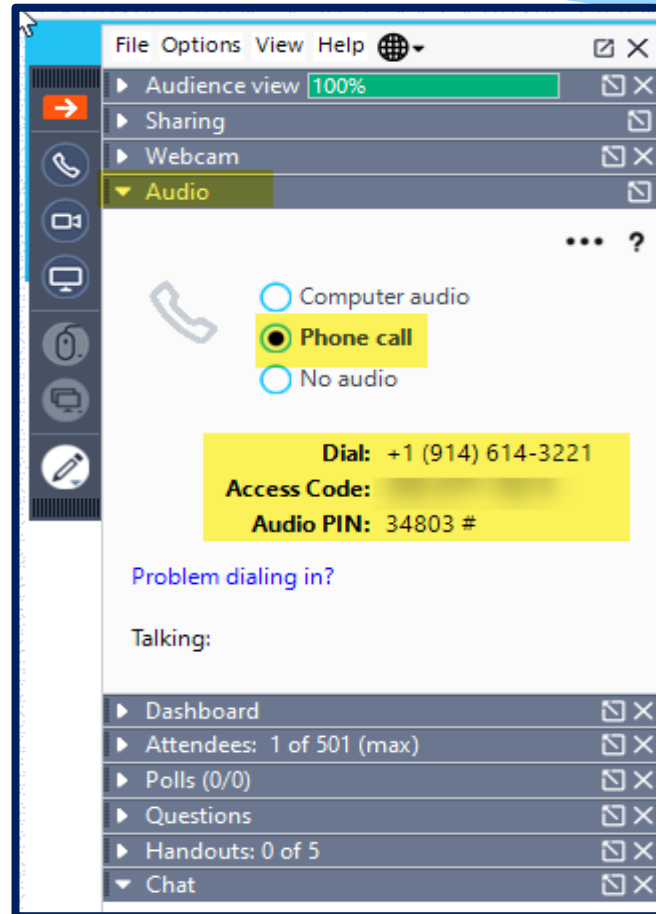 File Options View Help
Audience view 100%
Sharing
Webcam
Audio
... ?
Computer audio
Phone call
No audio
Dial: +1 (914) 614-3221
Access Code:
Audio PIN: 34803 #
Problem dialing in?
Talking:
Dashboard
Attendees: 1 of 501 (max)
Polls (0/0)
Questions
Handouts: 0 of 5
Chat